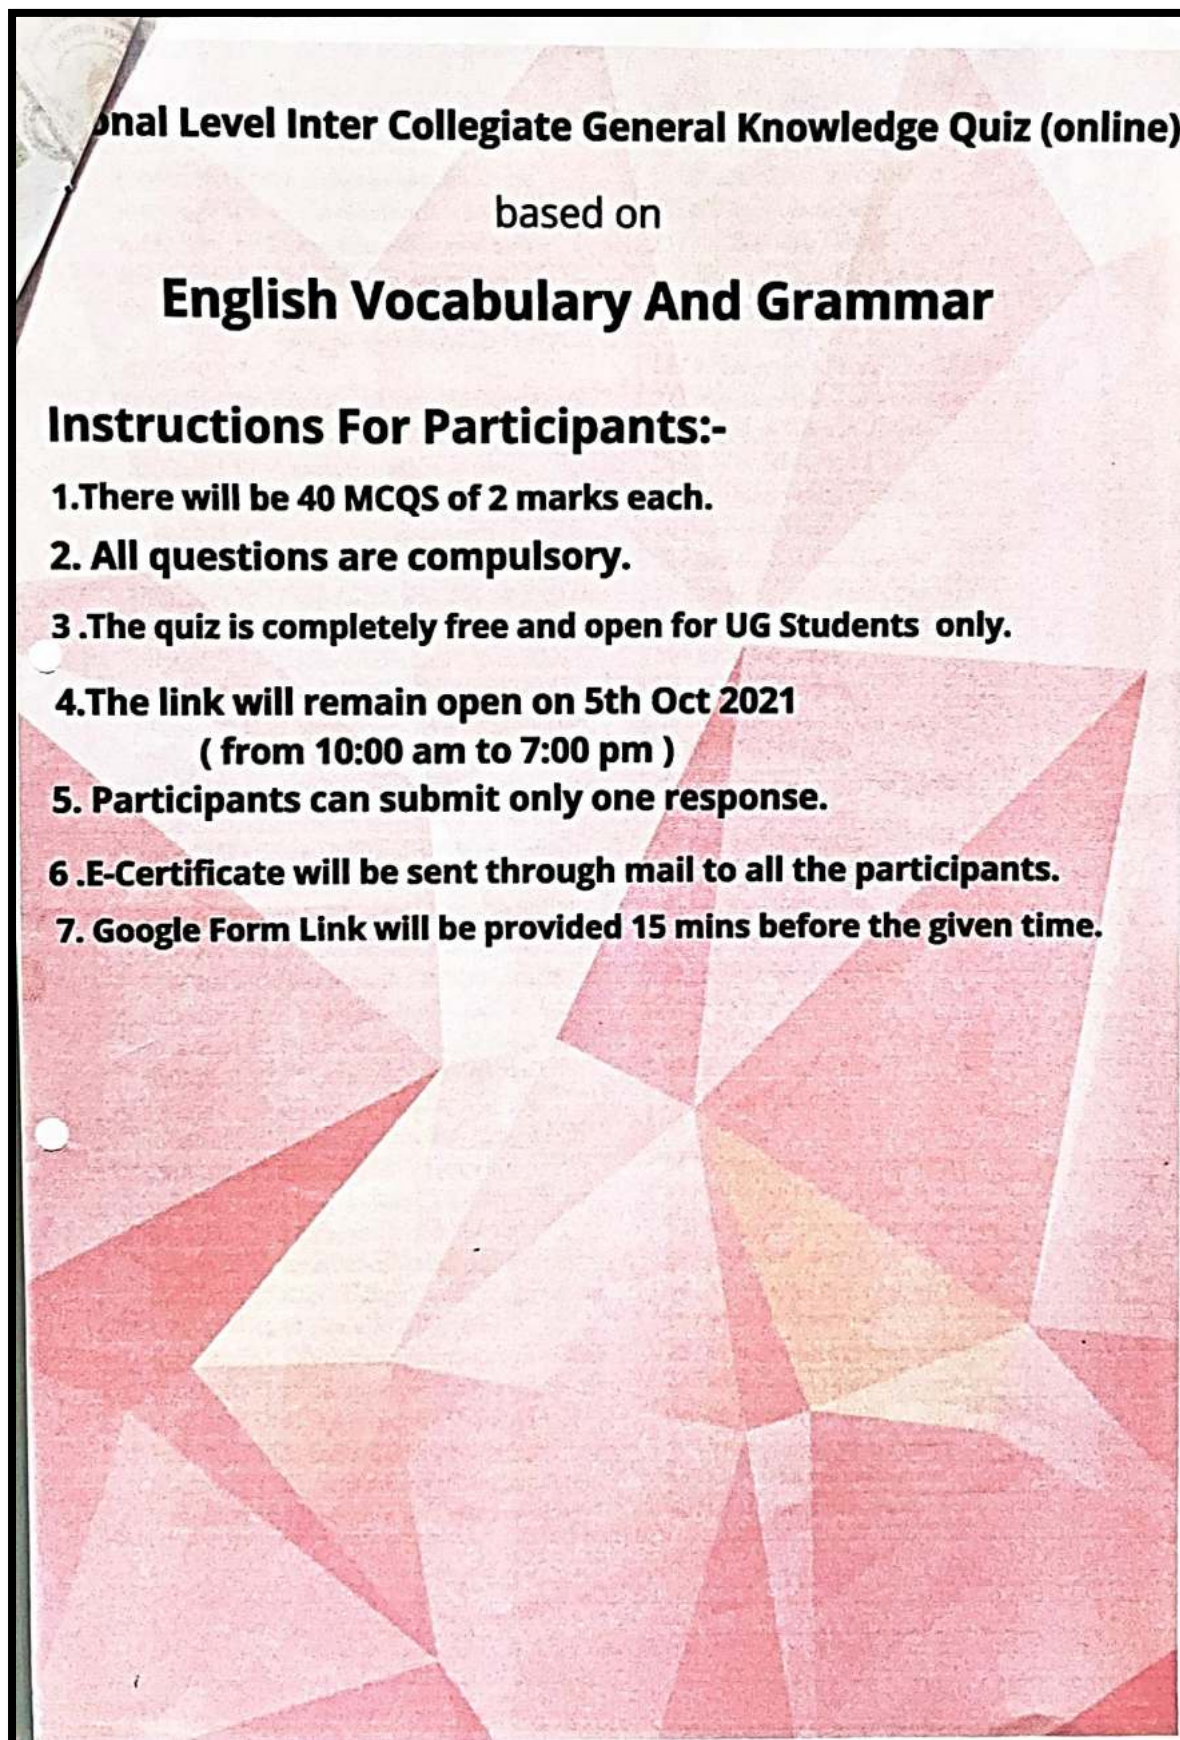 Level Inter Collegiate General Knowledge Quiz (online)
based on
English Vocabulary And Grammar
Instructions For Participants:-
1.There will be 40 MCQS of 2 marks each.
2. All questions are compulsory.
3 .The quiz is completely free and open for UG Students only.
4.The link will remain open on 5th Oct 2021
( from 10:00 am to 7:00 pm )
5. Participants can submit only one response.
6 .E-Certificate will be sent through mail to all the participants.
7. Google Form Link will be provided 15 mins before the given time.